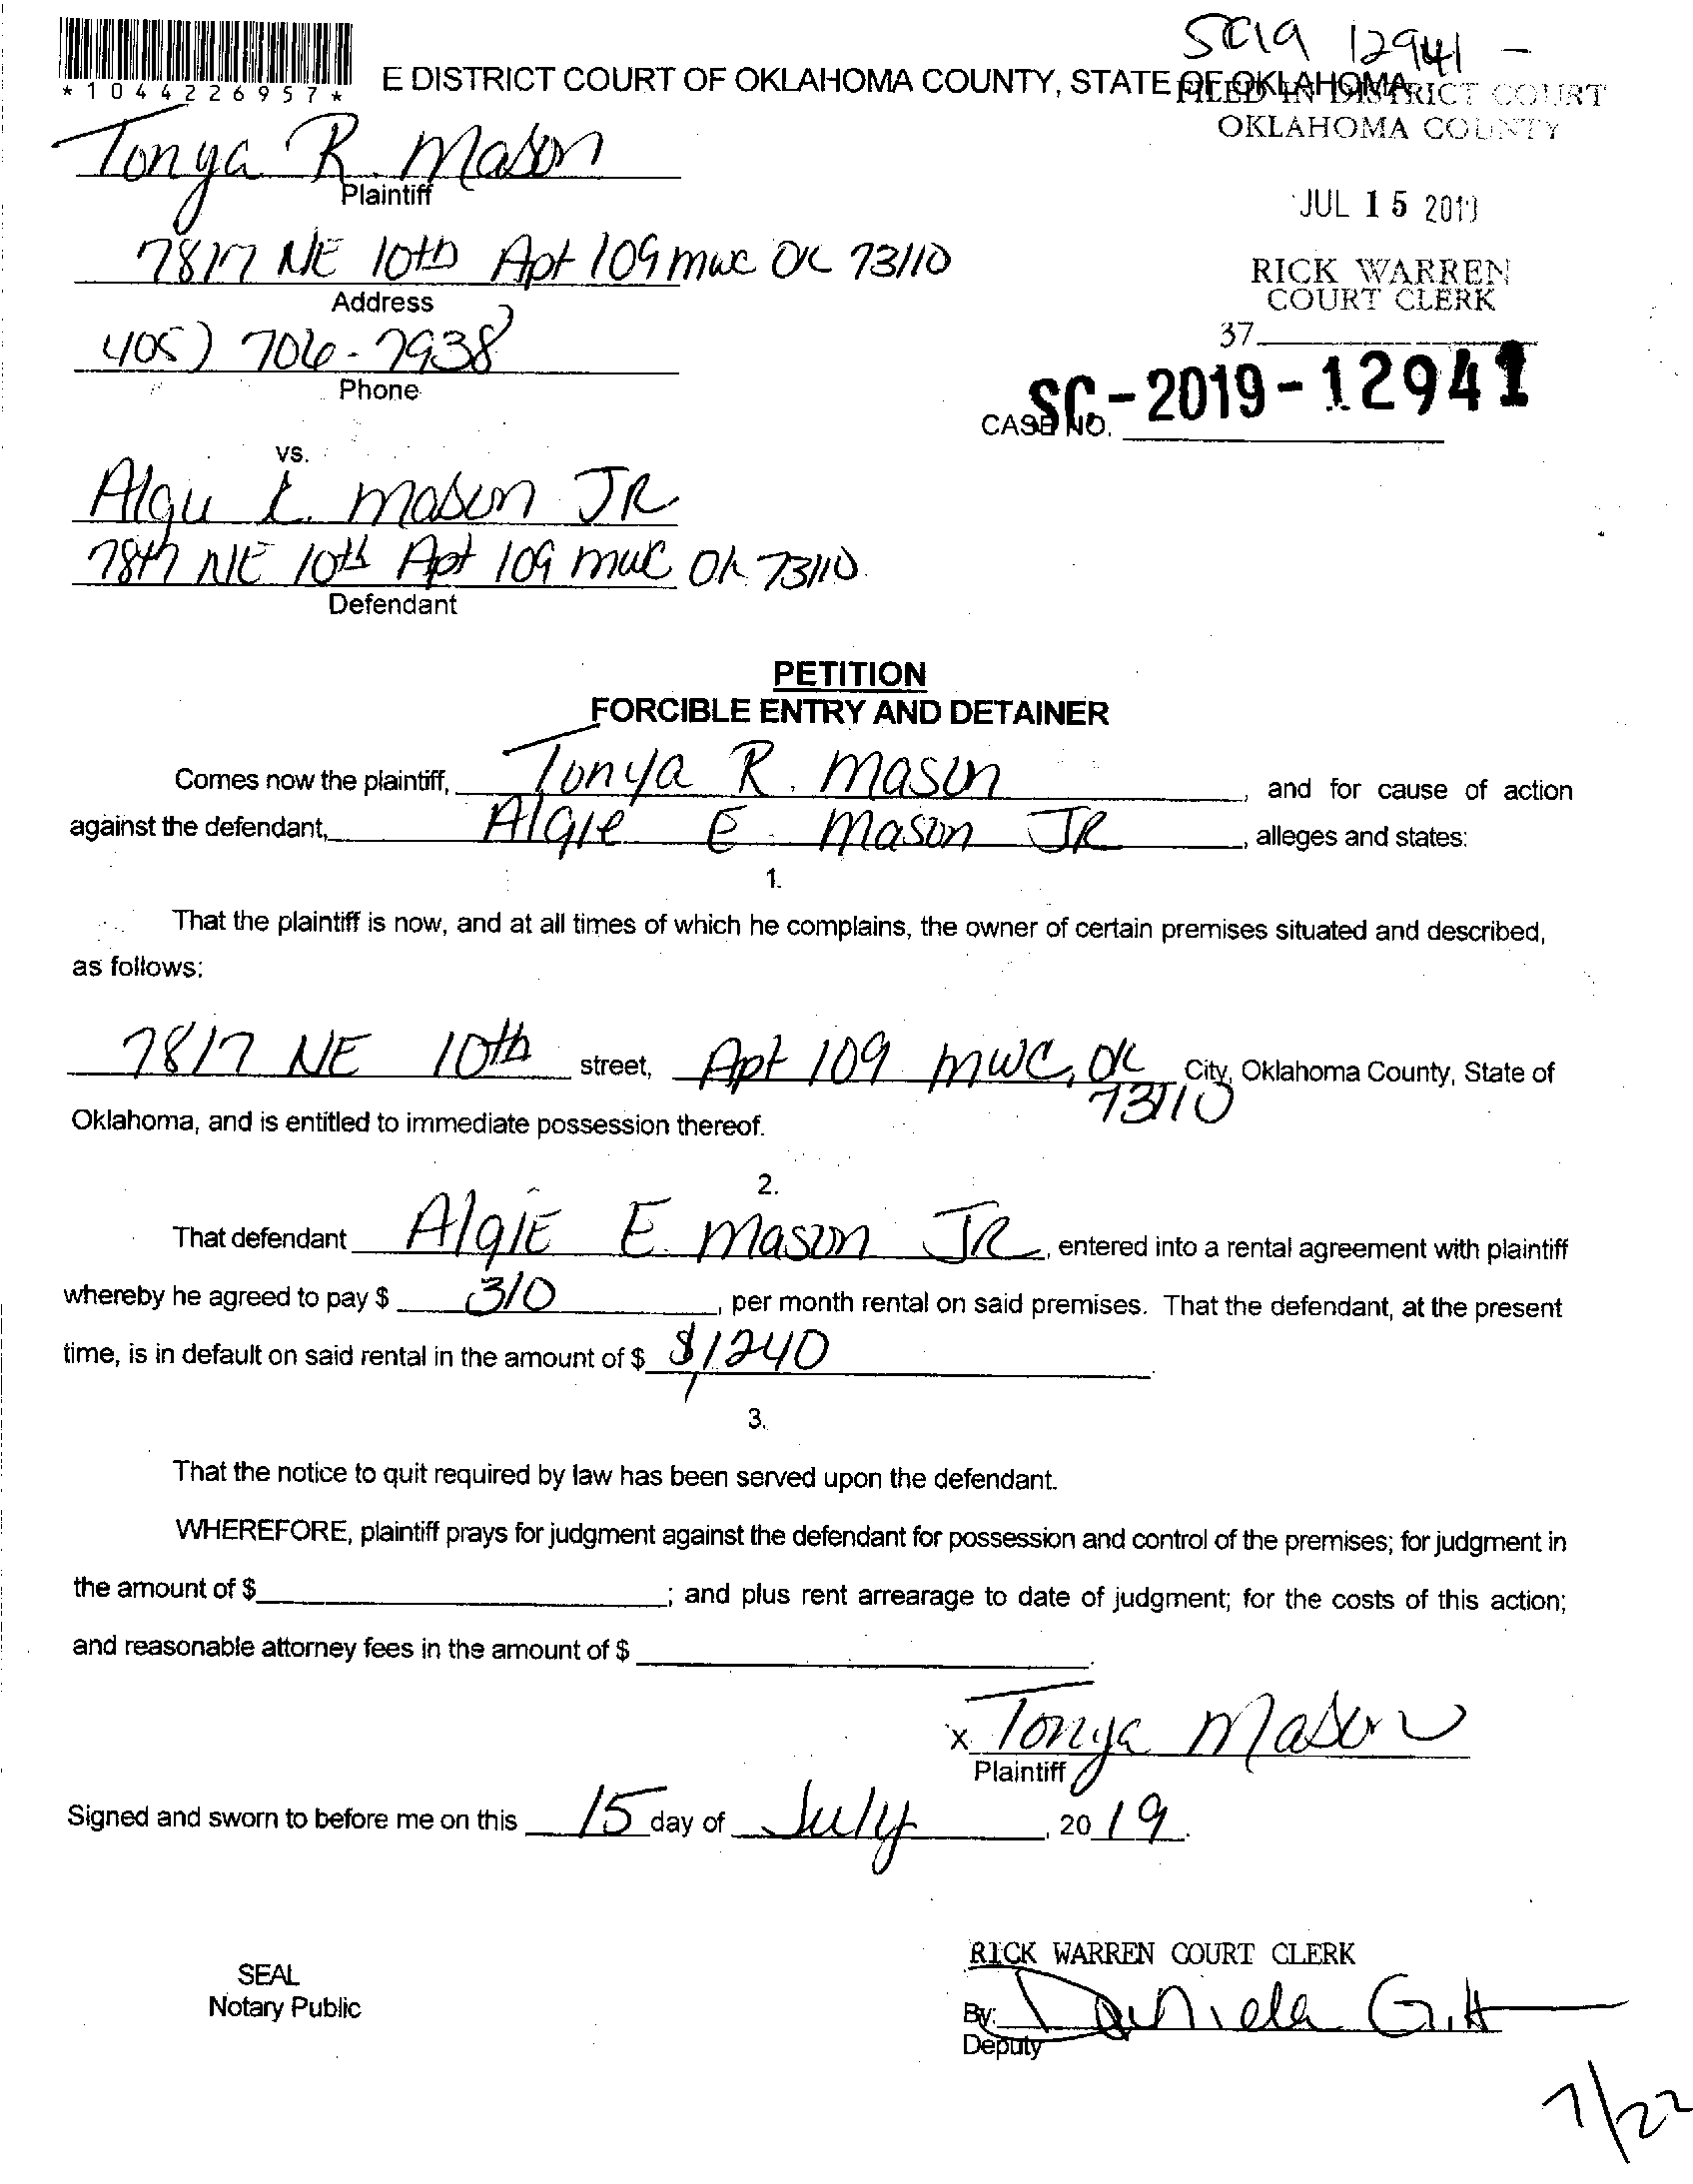 SC19 12941 -
*1044226957*
E DISTRICT COURT OF OKLAHOMA COUNTY, STATE OF OKLAHOMA
FILED IN DISTRICT COURT
OKLAHOMA COUNTY
Tonya R. Mason
Plaintiff
JUL 15 2019
7817 NE 10th Apt 109 mwc OK 73110
Address
RICK WARREN
COURT CLERK
405) 706-7938
Phone
37
SC-2019-12941
CASE NO.
vs.
Mason JR
7817 NE 10th Apt 109 mwc Ok 73110
Defendant
PETITION
FORCIBLE ENTRY AND DETAINER
Comes now the plaintiff, Tonya R. Mason, and for cause of action
against the defendant, Algie E. Mason JR, alleges and states:
1.
That the plaintiff is now, and at all times of which he complains, the owner of certain premises situated and described,
as follows:
7817 NE 10th street, Apt 109 mwc, OK City, Oklahoma County, State of
73110
Oklahoma, and is entitled to immediate possession thereof.
2.
That defendant AlgiE E. Mason JR, entered into a rental agreement with plaintiff
whereby he agreed to pay $ 310, per month rental on said premises. That the defendant, at the present
time, is in default on said rental in the amount of $ $1,240.
3.
That the notice to quit required by law has been served upon the defendant.
WHEREFORE, plaintiff prays for judgment against the defendant for possession and control of the premises; for judgment in
the amount of $; and plus rent arrearage to date of judgment; for the costs of this action;
and reasonable attorney fees in the amount of $.
x Tonya Mason
Plaintiff
Signed and sworn to before me on this 15 day of July, 2019.
RICK WARREN COURT CLERK
SEAL
Notary Public
By: Daniela
Deputy
7/22